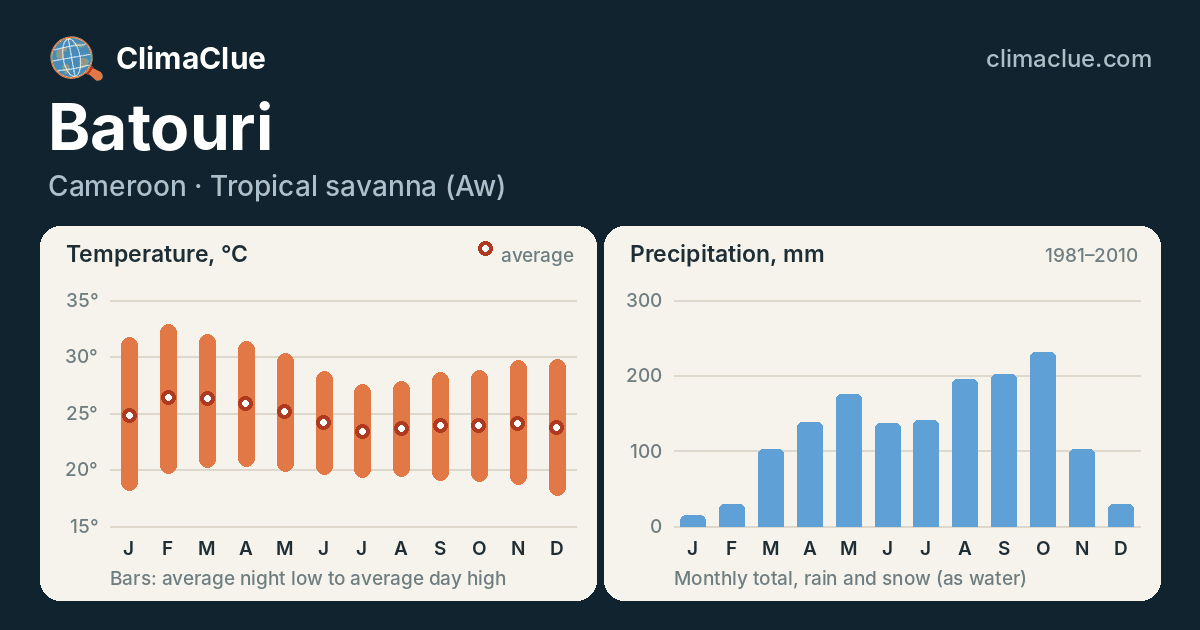 ClimaClue
climaclue.com
Batouri
Cameroon · Tropical savanna (Aw)
Temperature, °C
average
35°
30°
25°
20°
15°
J F M A M J J A S O N D
Bars: average night low to average day high
Precipitation, mm
1981–2010
300
200
100
0
J F M A M J J A S O N D
Monthly total, rain and snow (as water)